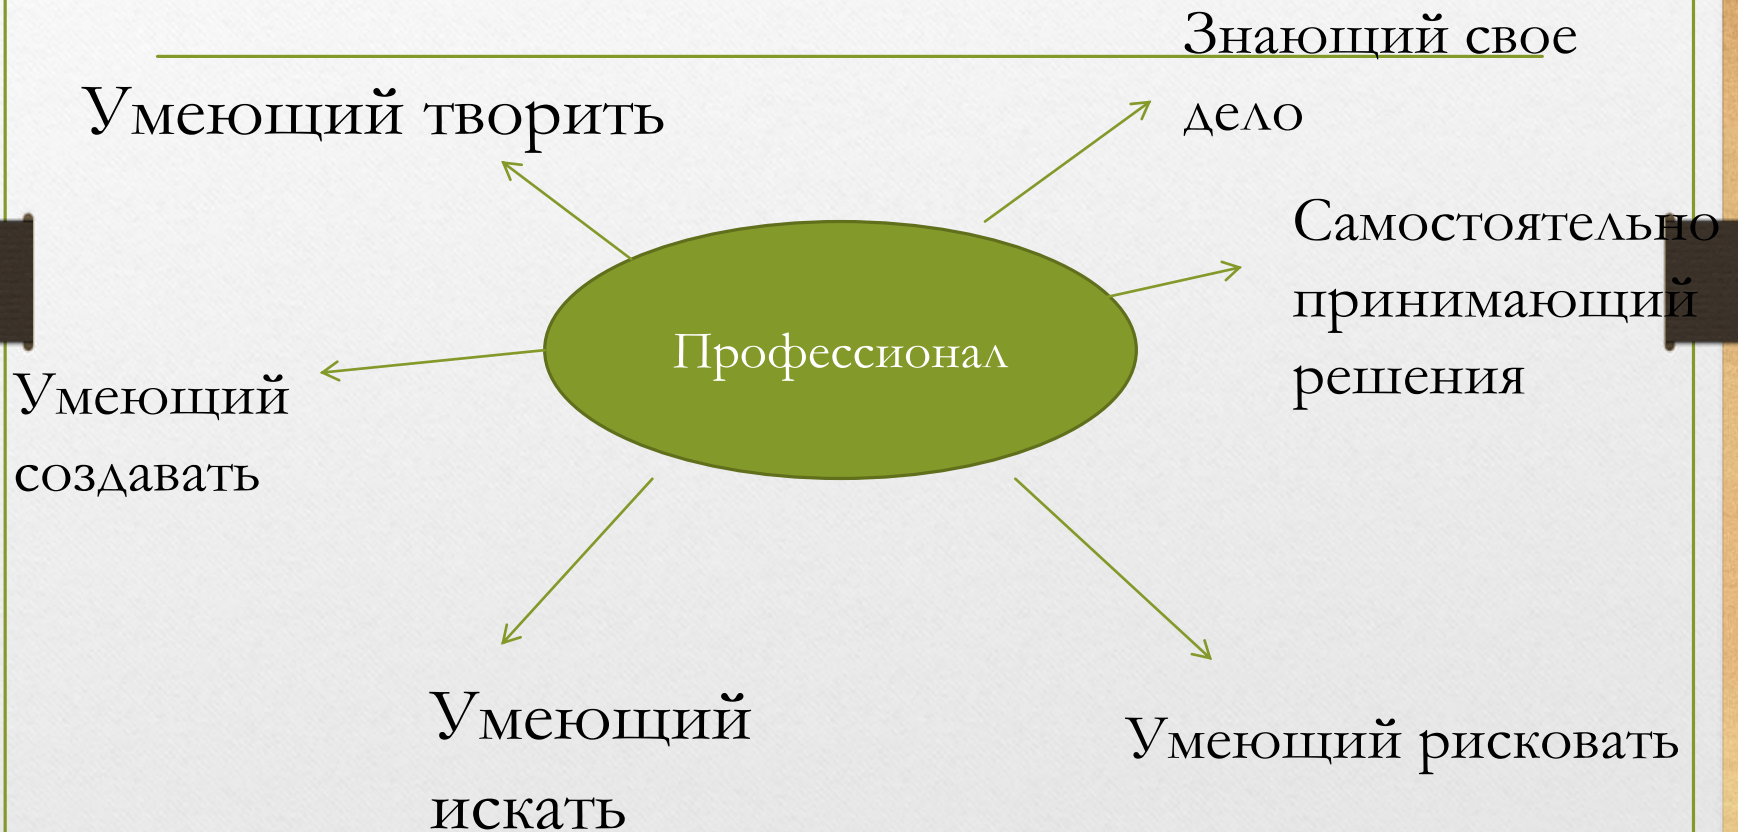 Знающий свое
дело
Умеющий творить
Самостоятельно
принимающий
решения
Профессионал
Умеющий
создавать
Умеющий
искать
Умеющий рисковать